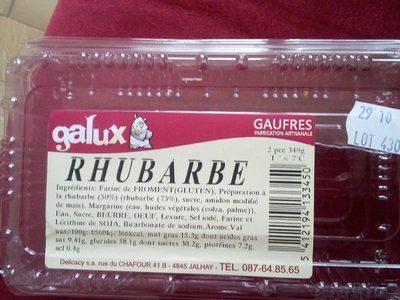 galux
GAUFRES
FABRICATION ARTISANALE
29 10
LOT 430
RHUBARBE
2 pce 340g
T° < 7°C
Ingrédients: Farine de FROMENT(GLUTEN), Préparation à
la rhubarbe (50%) (rhubarbe (73%), sucre, amidon modifié
de maïs), Margarine (eau, huiles végétales (colza, palme)),
Eau, Sucre, BEURRE, OEUF, Levure, Sel iodé, Farine et
Lécithine de SOJA, Bicarbonate de sodium, Arome. Val
nut/100g: 1560kj/366kcal, mat gras 15.3g dont acides gras
sat 9.41g, glucides 58.1g dont sucres 30.2g, protéines 7.2g,
sel 0.4g
5 412194 133450
Delicacy s.a. rue du CHAFOUR 41 B - 4845 JALHAY - TEL. 087-64.85.65